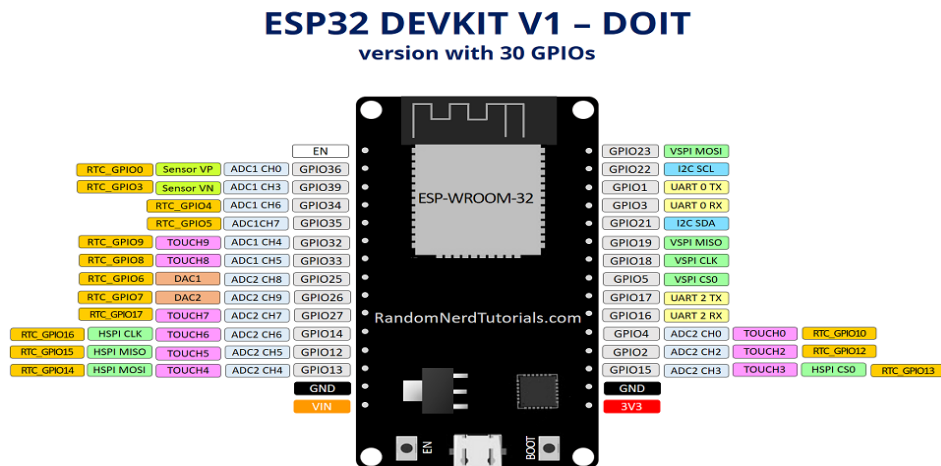 ESP32 DEVKIT V1 – DOIT
version with 30 GPIOs
EN GPIO23 VSPI MOSI
RTC_GPIO0 Sensor VP ADC1 CH0 GPIO36 GPIO22 I2C SCL
RTC_GPIO3 Sensor VN ADC1 CH3 GPIO39 GPIO1 UART 0 TX
RTC_GPIO4 ADC1 CH6 GPIO34 ESP-WROOM-32 GPIO3 UART 0 RX
RTC_GPIO5 ADC1CH7 GPIO35 GPIO21 I2C SDA
RTC_GPIO9 TOUCH9 ADC1 CH4 GPIO32 GPIO19 VSPI MISO
RTC_GPIO8 TOUCH8 ADC1 CH5 GPIO33 GPIO18 VSPI CLK
RTC_GPIO6 DAC1 ADC2 CH8 GPIO25 GPIO5 VSPI CS0
RTC_GPIO7 DAC2 ADC2 CH9 GPIO26 GPIO17 UART 2 TX
RTC_GPIO17 TOUCH7 ADC2 CH7 GPIO27 RandomNerdTutorials.com GPIO16 UART 2 RX
RTC_GPIO16 HSPI CLK TOUCH6 ADC2 CH6 GPIO14 GPIO4 ADC2 CH0 TOUCH0 RTC_GPIO10
RTC_GPIO15 HSPI MISO TOUCH5 ADC2 CH5 GPIO12 GPIO2 ADC2 CH2 TOUCH2 RTC_GPIO12
RTC_GPIO14 HSPI MOSI TOUCH4 ADC2 CH4 GPIO13 GPIO15 ADC2 CH3 TOUCH3 HSPI CS0 RTC_GPIO13
GND GND
VIN 3V3
EN BOOT